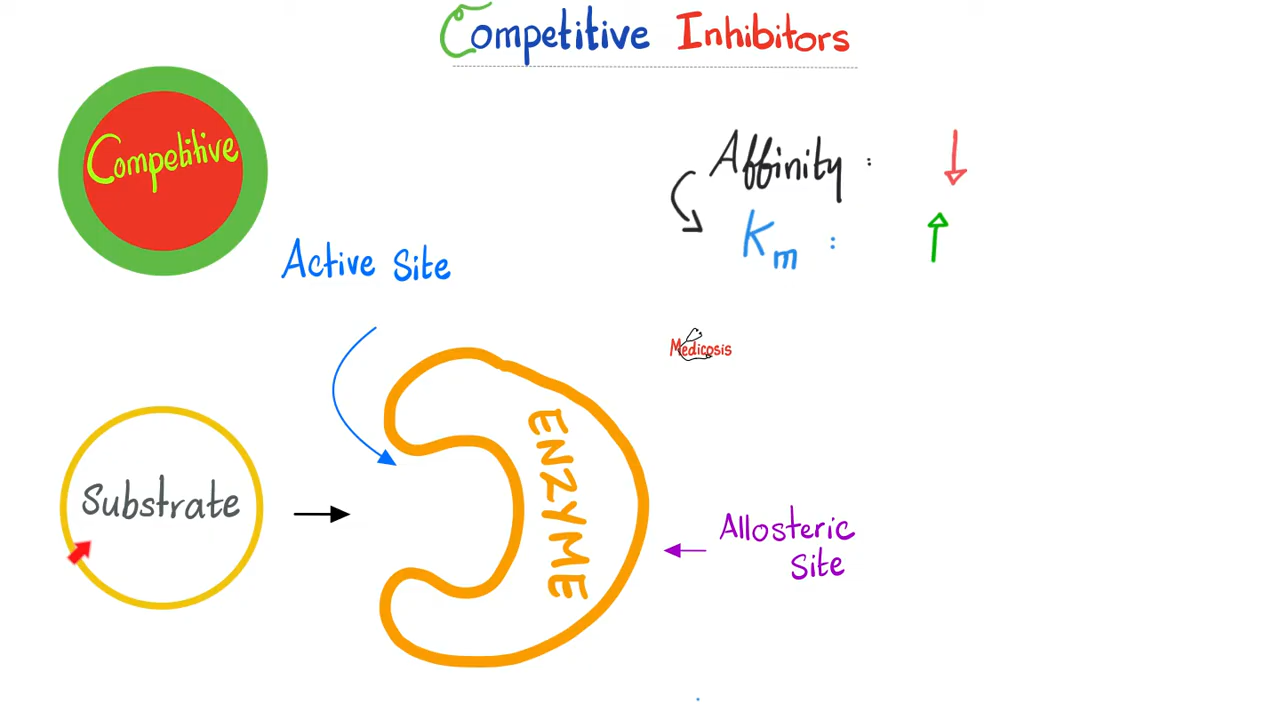 Competitive Inhibitors
Competitive
Affinity :
Km :
Active Site
Medicosis
ENZYME
Substrate
Allosteric
Site